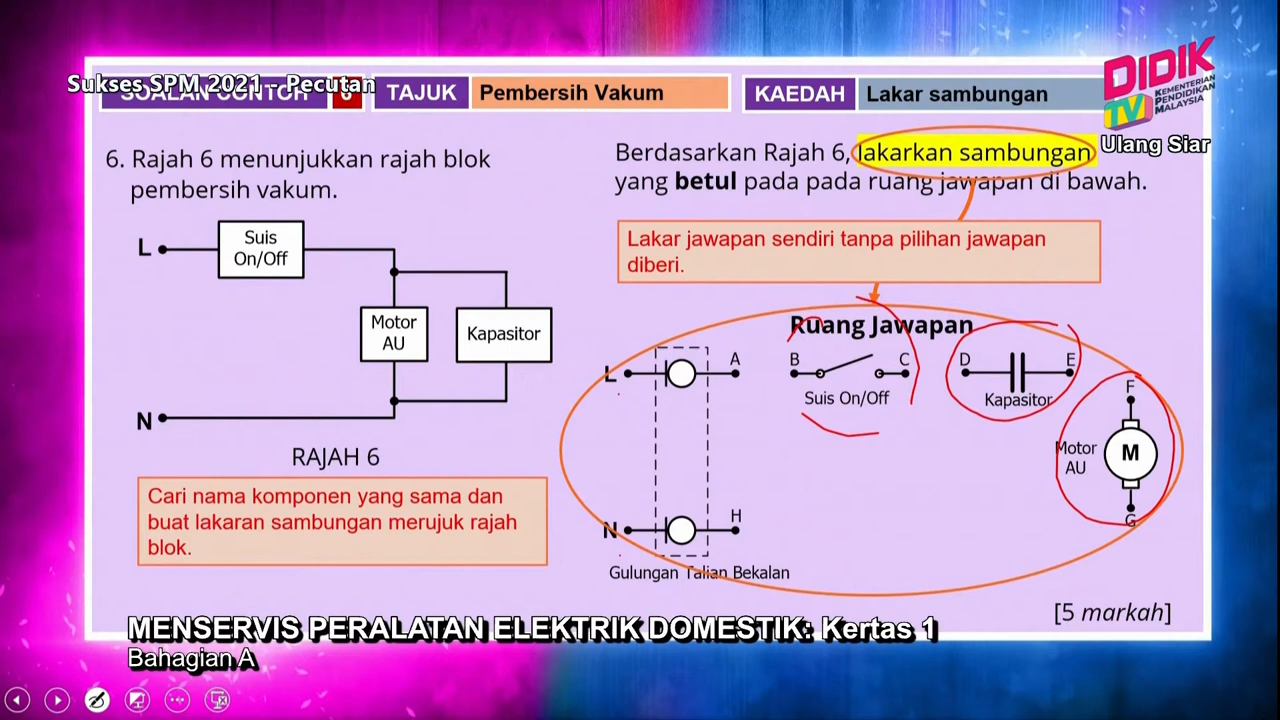 Sukses SPM 2021 - Pecutan
SOALAN CONTOH 6 TAJUK Pembersih Vakum KAEDAH Lakar sambungan
DIDIK
TV
KEMENTERIAN
PENDIDIKAN
MALAYSIA
Ulang Siar
6. Rajah 6 menunjukkan rajah blok
pembersih vakum.
L
Suis
On/Off
Motor
AU
Kapasitor
N
RAJAH 6
Cari nama komponen yang sama dan
buat lakaran sambungan merujuk rajah
blok.
Berdasarkan Rajah 6, lakarkan sambungan
yang betul pada pada ruang jawapan di bawah.
Lakar jawapan sendiri tanpa pilihan jawapan
diberi.
Ruang Jawapan
L A B C D E
Suis On/Off
Kapasitor
F
Motor
AU
M
G
N H
Gulungan Talian Bekalan
[5 markah]
MENSERVIS PERALATAN ELEKTRIK DOMESTIK: Kertas 1
Bahagian A